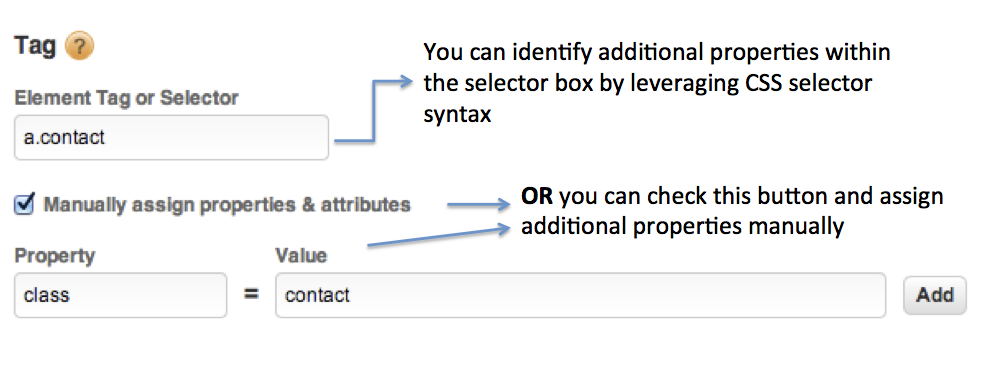 Tag ?
You can identify additional properties within
the selector box by leveraging CSS selector
syntax
Element Tag or Selector
a.contact
Manually assign properties & attributes
OR you can check this button and assign
additional properties manually
Property Value
class = contact Add